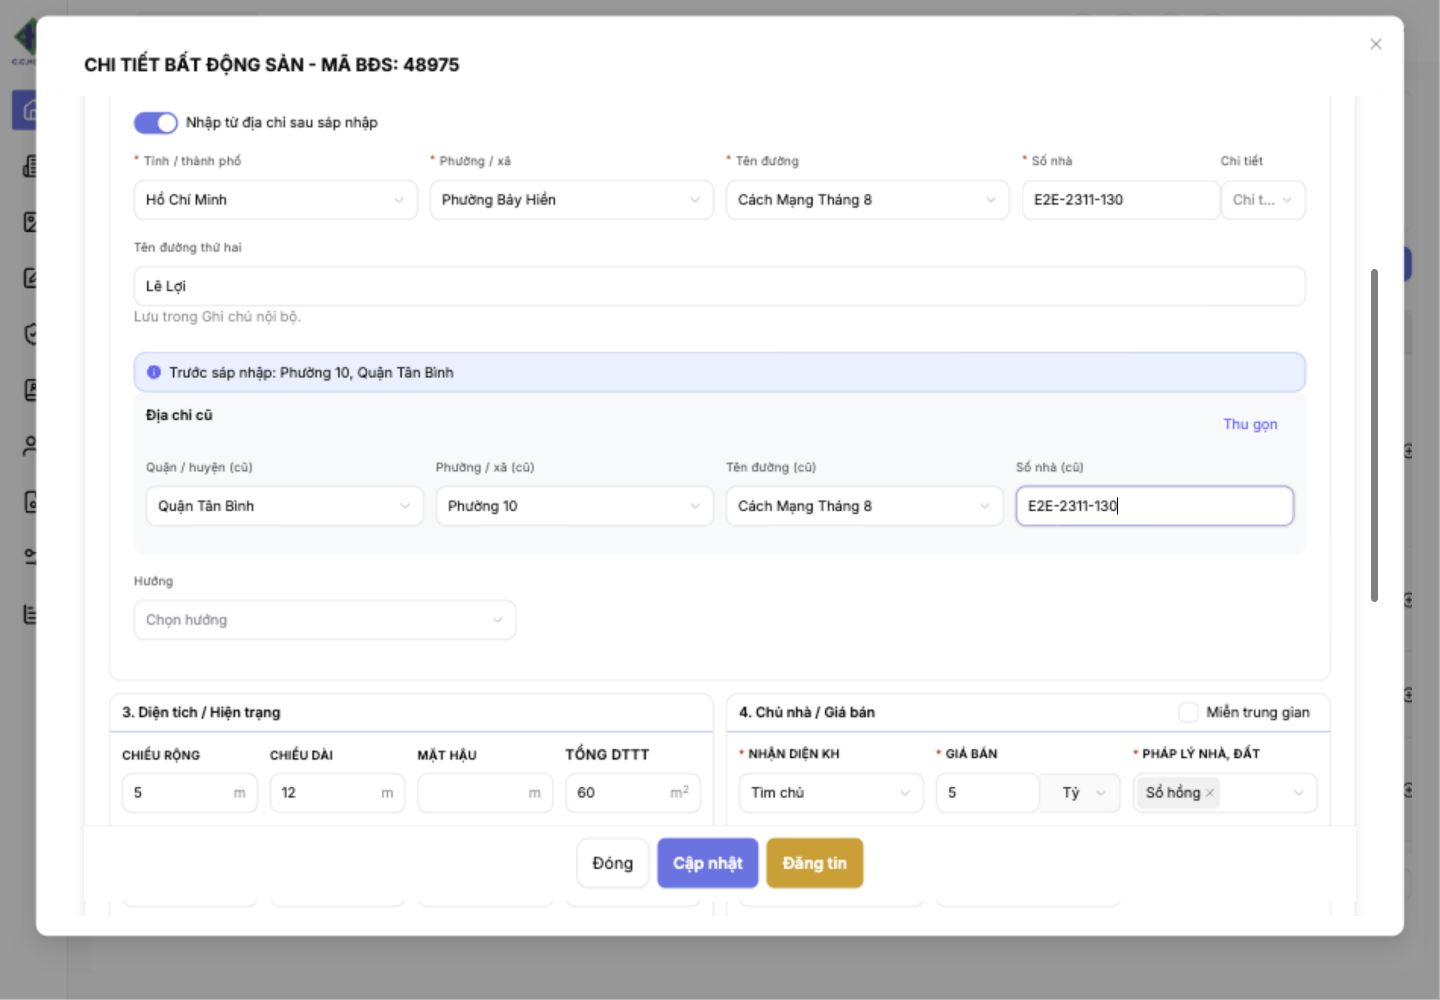 CHI TIẾT BẤT ĐỘNG SẢN - MÃ BĐS: 48975
Nhập từ địa chỉ sau sáp nhập
* Tỉnh / thành phố
* Phường / xã
* Tên đường
* Số nhà
Chi tiết
Hồ Chí Minh
Phường Bảy Hiền
Cách Mạng Tháng 8
E2E-2311-130
Chi t...
Tên đường thứ hai
Lê Lợi
Lưu trong Ghi chú nội bộ.
Trước sáp nhập: Phường 10, Quận Tân Bình
Địa chỉ cũ
Thu gọn
Quận / huyện (cũ)
Phường / xã (cũ)
Tên đường (cũ)
Số nhà (cũ)
Quận Tân Bình
Phường 10
Cách Mạng Tháng 8
E2E-2311-130
Hướng
Chọn hướng
3. Diện tích / Hiện trạng
4. Chủ nhà / Giá bán
Miễn trung gian
CHIỀU RỘNG
CHIỀU DÀI
MẶT HẬU
TỔNG DTTT
* NHẬN DIỆN KH
* GIÁ BÁN
* PHÁP LÝ NHÀ, ĐẤT
5 m
12 m
m
60 m²
Tìm chủ
5 Tỷ
Sổ hồng
Đóng
Cập nhật
Đăng tin